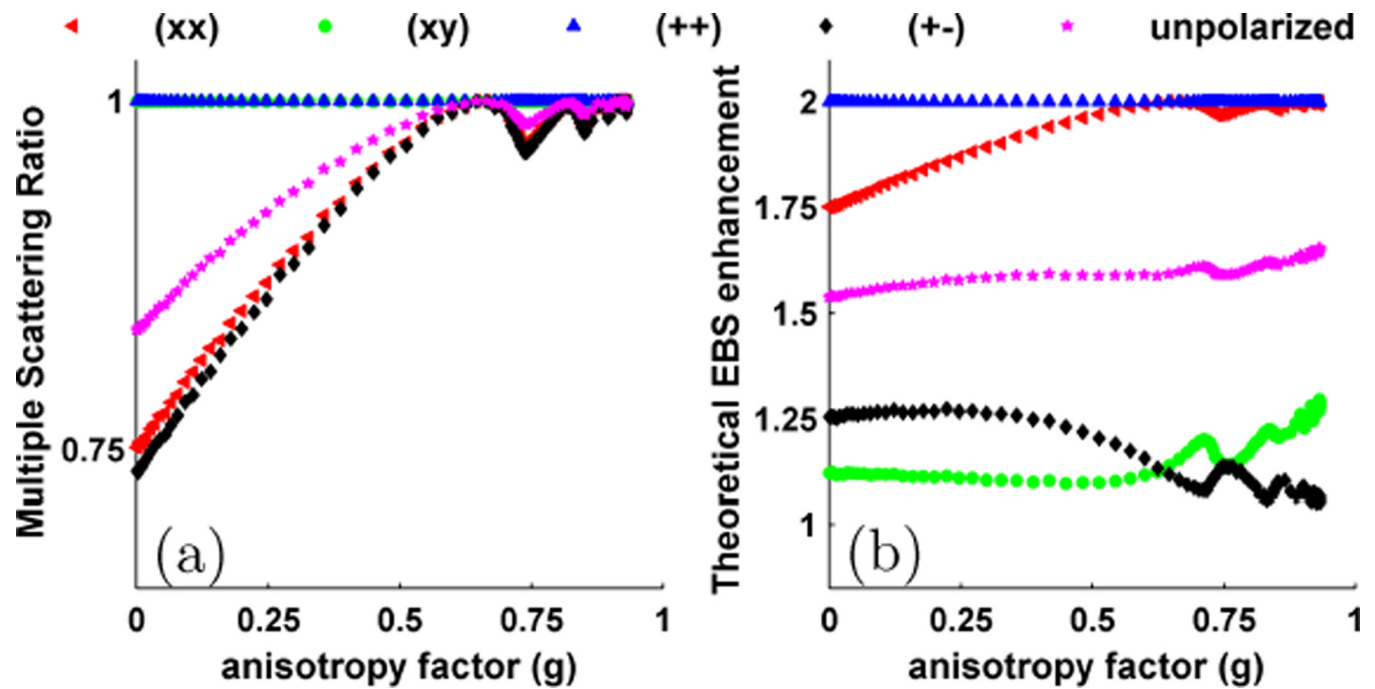 (xx) (xy) (++) (+-) unpolarized
Multiple Scattering Ratio
1
0.75
(a)
0 0.25 0.5 0.75 1
anisotropy factor (g)
Theoretical EBS enhancement
2
1.75
1.5
1.25
1
(b)
0 0.25 0.5 0.75 1
anisotropy factor (g)